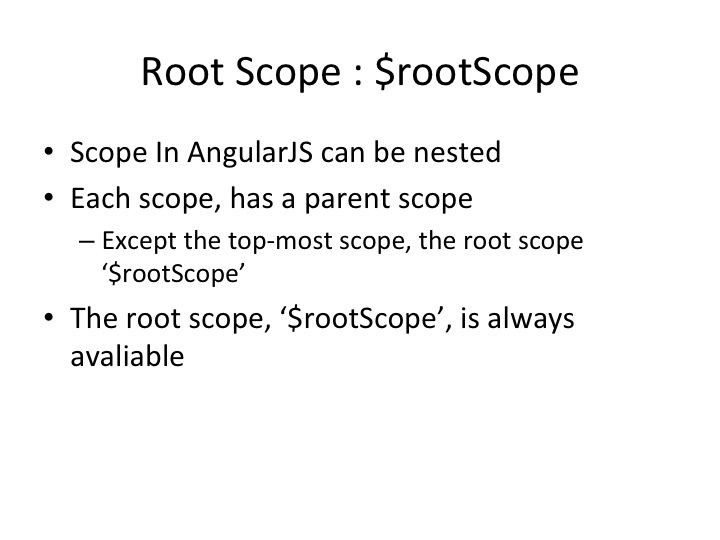 Root Scope : $rootScope
• Scope In AngularJS can be nested
• Each scope, has a parent scope
– Except the top-most scope, the root scope
‘$rootScope’
• The root scope, ‘$rootScope’, is always
avaliable